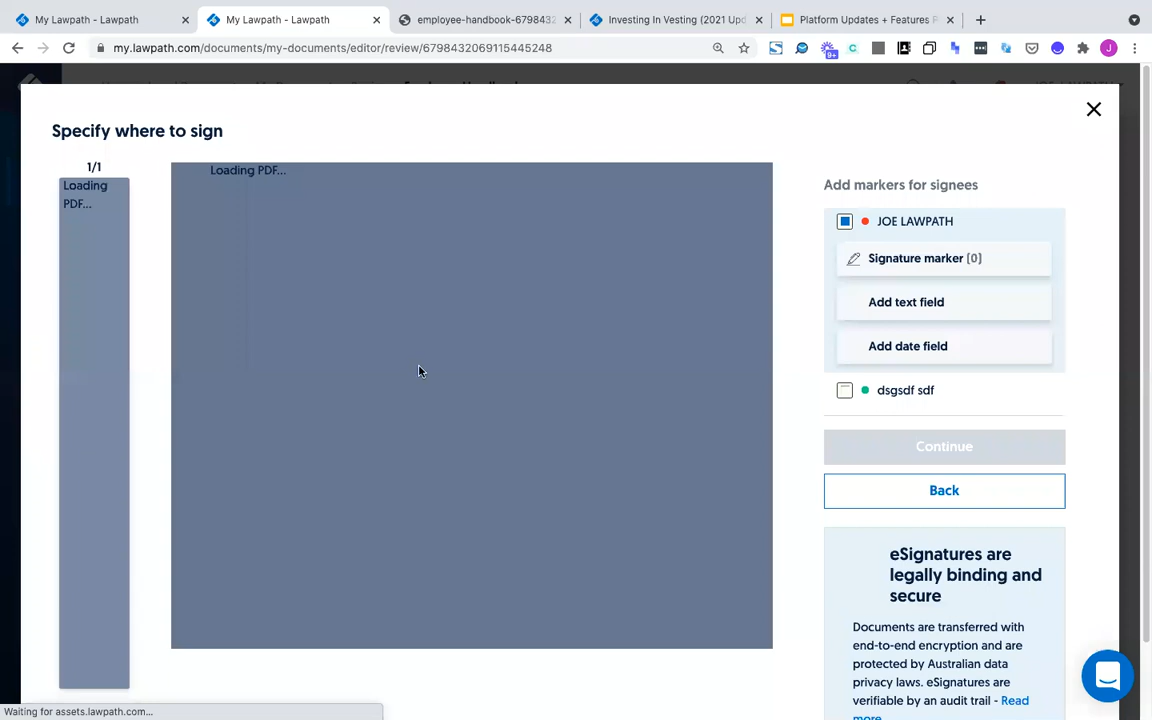 My Lawpath - Lawpath
My Lawpath - Lawpath
employee-handbook-6798432
Investing In Vesting (2021 Upd
Platform Updates + Features P
my.lawpath.com/documents/my-documents/editor/review/6798432069115445248
9+
C
J
Specify where to sign
1/1
Loading
PDF...
Loading PDF...
Add markers for signees
JOE LAWPATH
Signature marker (0)
Add text field
Add date field
dsgsdf sdf
Continue
Back
eSignatures are
legally binding and
secure
Documents are transferred with
end-to-end encryption and are
protected by Australian data
privacy laws. eSignatures are
verifiable by an audit trail - Read
more
Waiting for assets.lawpath.com...